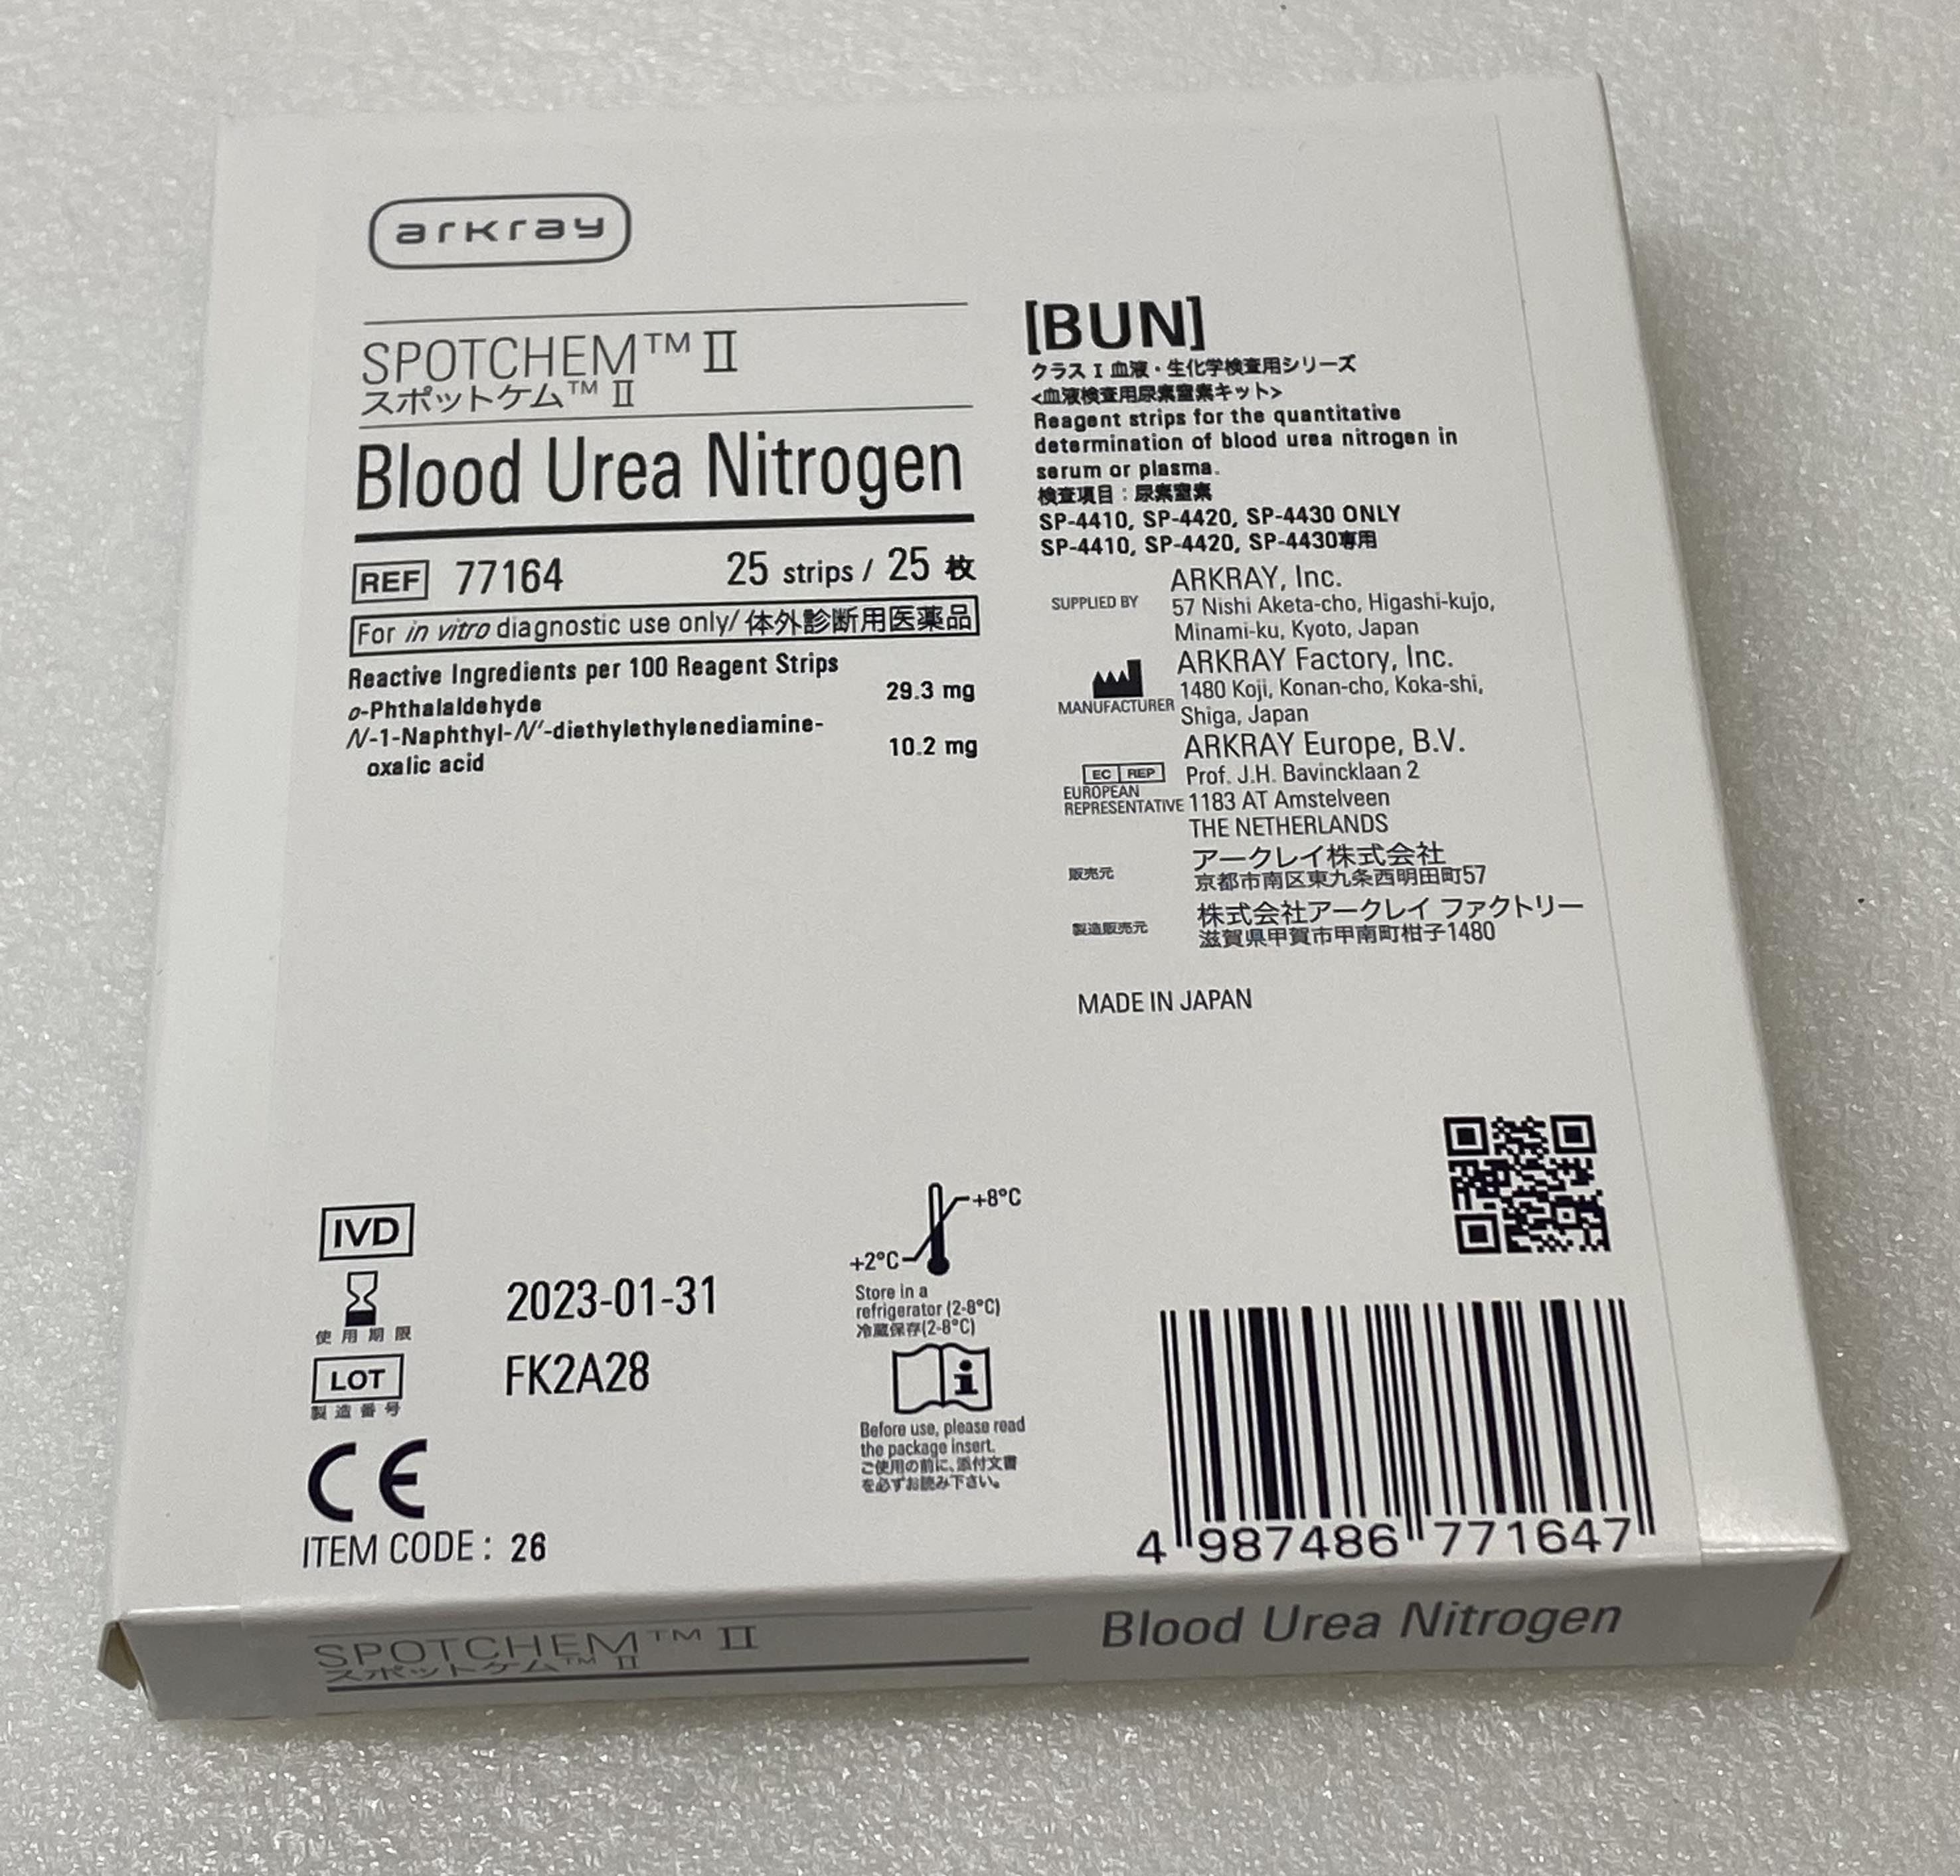 arkray
SPOTCHEM™ Ⅱ
スポットケム™ Ⅱ
Blood Urea Nitrogen
REF 77164 25 strips / 25 枚
For in vitro diagnostic use only/ 体外診断用医薬品
Reactive Ingredients per 100 Reagent Strips
o-Phthalaldehyde 29.3 mg
N-1-Naphthyl-N′-diethylethylenediamine-
oxalic acid 10.2 mg
[BUN]
クラス I 血液・生化学検査用シリーズ
<血液検査用尿素窒素キット>
Reagent strips for the quantitative
determination of blood urea nitrogen in
serum or plasma.
検査項目：尿素窒素
SP-4410, SP-4420, SP-4430 ONLY
SP-4410, SP-4420, SP-4430専用
SUPPLIED BY
ARKRAY, Inc.
57 Nishi Aketa-cho, Higashi-kujo,
Minami-ku, Kyoto, Japan
MANUFACTURER
ARKRAY Factory, Inc.
1480 Koji, Konan-cho, Koka-shi,
Shiga, Japan
EC REP
EUROPEAN
REPRESENTATIVE
ARKRAY Europe, B.V.
Prof. J.H. Bavincklaan 2
1183 AT Amstelveen
THE NETHERLANDS
販売元
アークレイ株式会社
京都市南区東九条西明田町57
製造販売元
株式会社アークレイ ファクトリー
滋賀県甲賀市甲南町柑子1480
MADE IN JAPAN
IVD
使用期限
2023-01-31
LOT
製造番号
FK2A28
CE
ITEM CODE : 26
+8°C
+2°C
Store in a
refrigerator (2-8°C)
冷蔵保存(2-8°C)
i
Before use, please read
the package insert.
ご使用の前に、添付文書
を必ずお読み下さい。
4 987486 771647
SPOTCHEM™ Ⅱ
スポットケム™ Ⅱ
Blood Urea Nitrogen